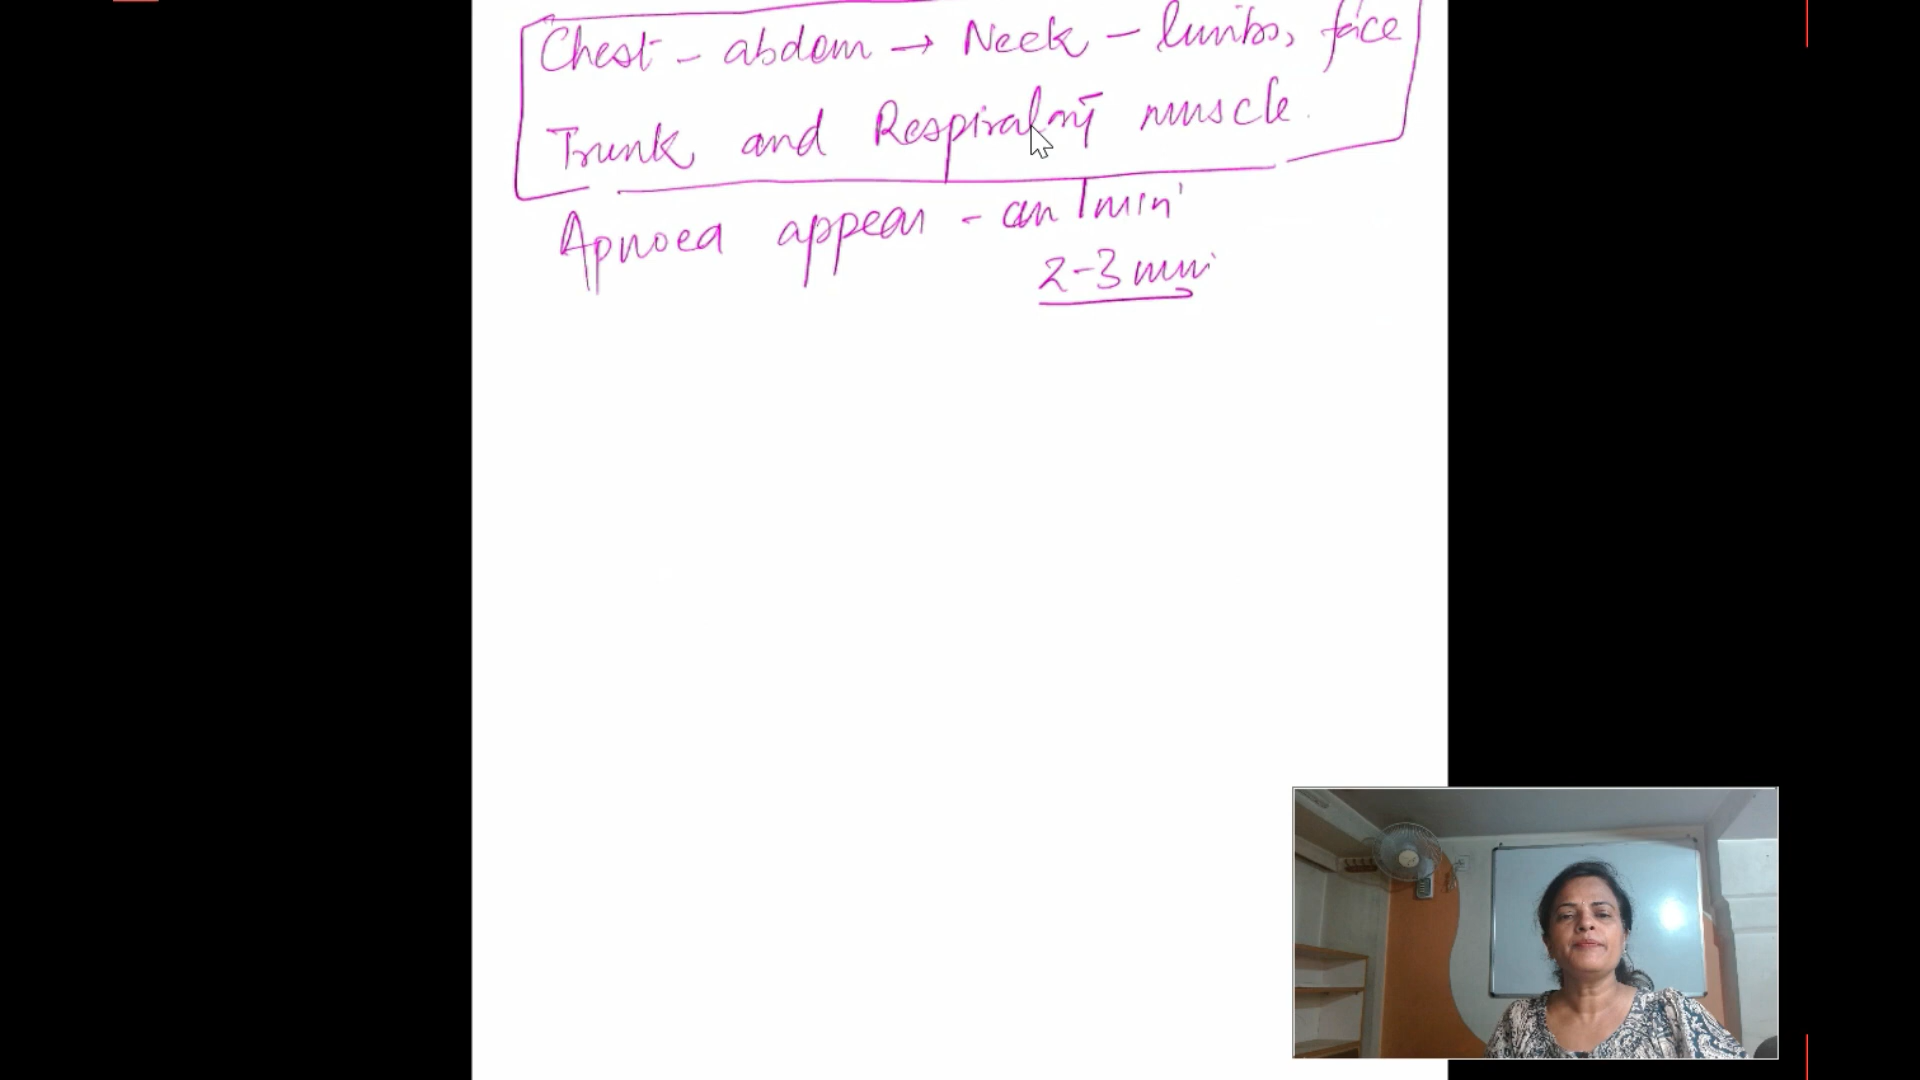 Chest - abdom → Neck - limbs, face
Trunk and Respiratory muscle.
Apnoea appear - in 1 min
2-3 min